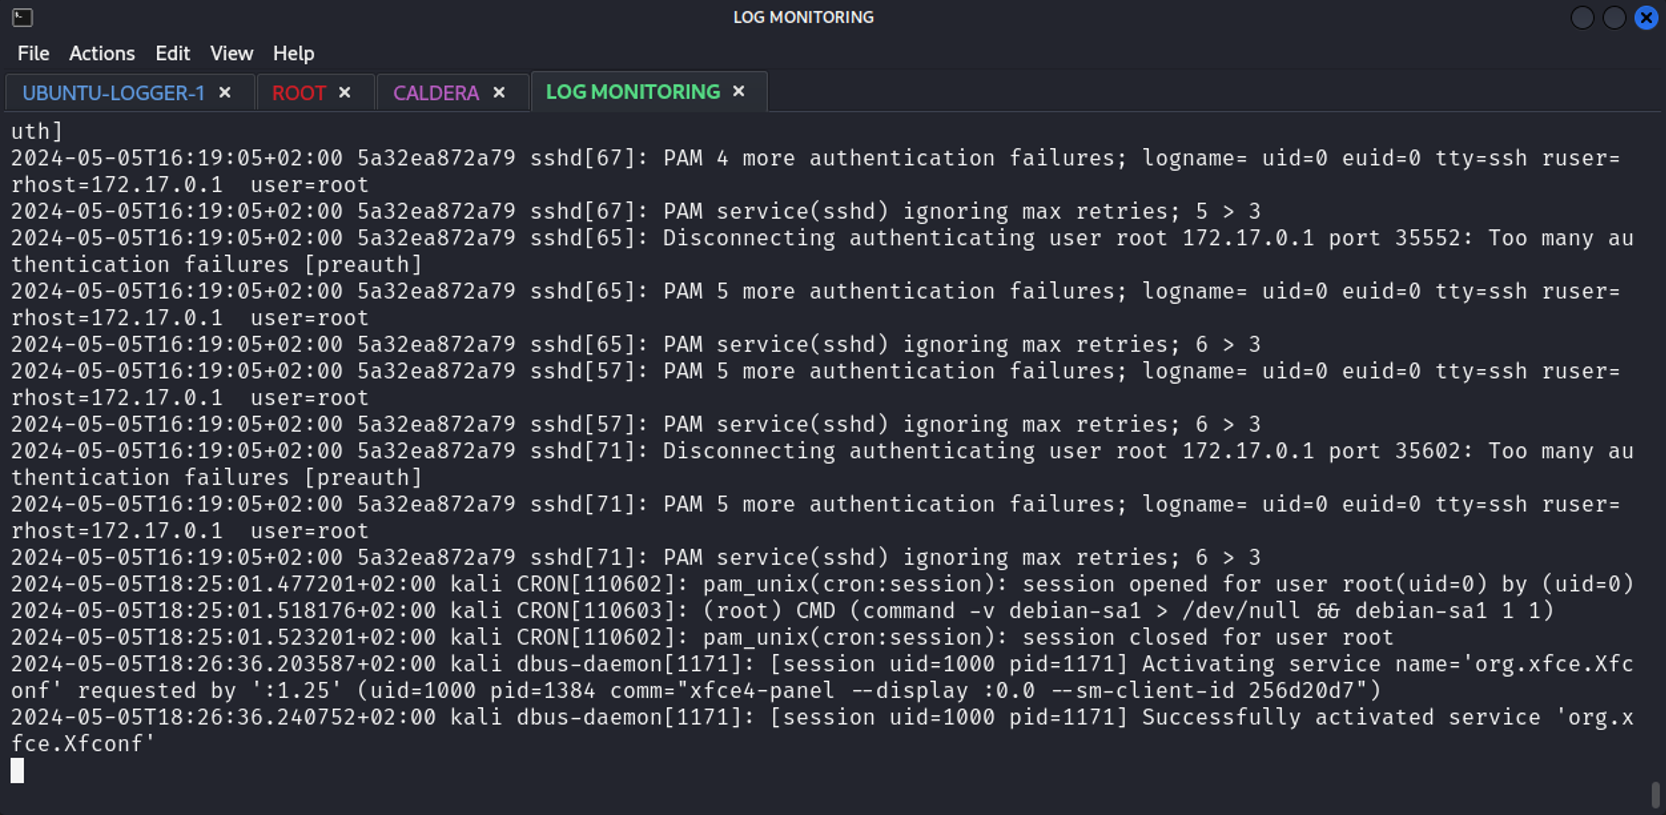 LOG MONITORING
File Actions Edit View Help
UBUNTU-LOGGER-1 × ROOT × CALDERA × LOG MONITORING ×
uth]
2024-05-05T16:19:05+02:00 5a32ea872a79 sshd[67]: PAM 4 more authentication failures; logname= uid=0 euid=0 tty=ssh ruser=
rhost=172.17.0.1  user=root
2024-05-05T16:19:05+02:00 5a32ea872a79 sshd[67]: PAM service(sshd) ignoring max retries; 5 > 3
2024-05-05T16:19:05+02:00 5a32ea872a79 sshd[65]: Disconnecting authenticating user root 172.17.0.1 port 35552: Too many au
thentication failures [preauth]
2024-05-05T16:19:05+02:00 5a32ea872a79 sshd[65]: PAM 5 more authentication failures; logname= uid=0 euid=0 tty=ssh ruser=
rhost=172.17.0.1  user=root
2024-05-05T16:19:05+02:00 5a32ea872a79 sshd[65]: PAM service(sshd) ignoring max retries; 6 > 3
2024-05-05T16:19:05+02:00 5a32ea872a79 sshd[57]: PAM 5 more authentication failures; logname= uid=0 euid=0 tty=ssh ruser=
rhost=172.17.0.1  user=root
2024-05-05T16:19:05+02:00 5a32ea872a79 sshd[57]: PAM service(sshd) ignoring max retries; 6 > 3
2024-05-05T16:19:05+02:00 5a32ea872a79 sshd[71]: Disconnecting authenticating user root 172.17.0.1 port 35602: Too many au
thentication failures [preauth]
2024-05-05T16:19:05+02:00 5a32ea872a79 sshd[71]: PAM 5 more authentication failures; logname= uid=0 euid=0 tty=ssh ruser=
rhost=172.17.0.1  user=root
2024-05-05T16:19:05+02:00 5a32ea872a79 sshd[71]: PAM service(sshd) ignoring max retries; 6 > 3
2024-05-05T18:25:01.477201+02:00 kali CRON[110602]: pam_unix(cron:session): session opened for user root(uid=0) by (uid=0)
2024-05-05T18:25:01.518176+02:00 kali CRON[110603]: (root) CMD (command -v debian-sa1 > /dev/null && debian-sa1 1 1)
2024-05-05T18:25:01.523201+02:00 kali CRON[110602]: pam_unix(cron:session): session closed for user root
2024-05-05T18:26:36.203587+02:00 kali dbus-daemon[1171]: [session uid=1000 pid=1171] Activating service name='org.xfce.Xfc
onf' requested by ':1.25' (uid=1000 pid=1384 comm="xfce4-panel --display :0.0 --sm-client-id 256d20d7")
2024-05-05T18:26:36.240752+02:00 kali dbus-daemon[1171]: [session uid=1000 pid=1171] Successfully activated service 'org.x
fce.Xfconf'